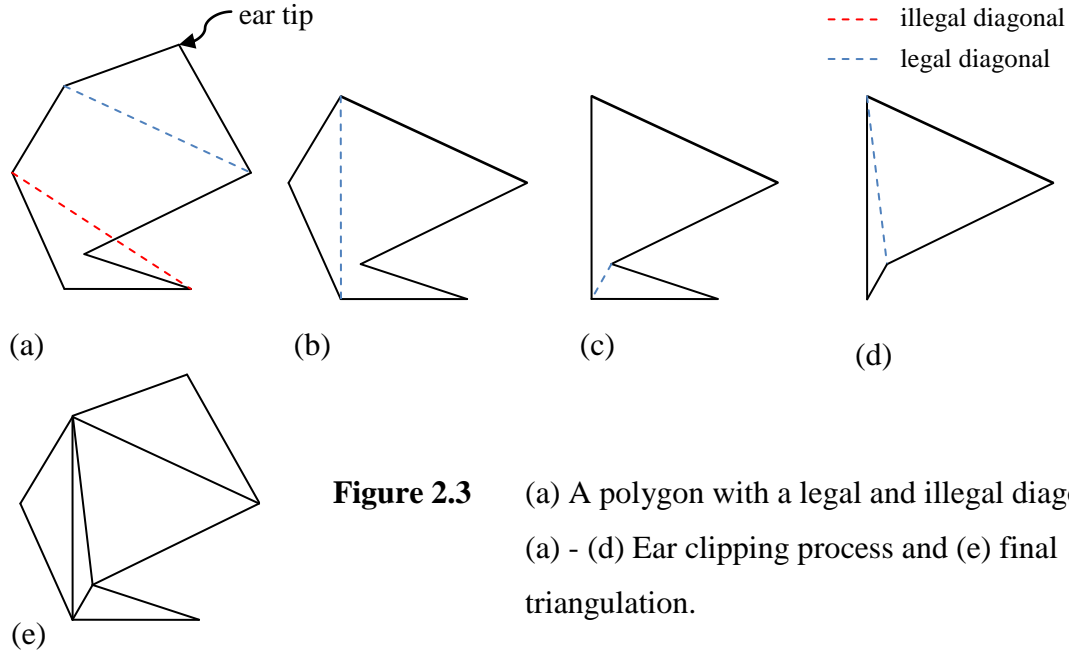 ear tip
illegal diagonal
legal diagonal
(a)
(b)
(c)
(d)
(e)
Figure 2.3 (a) A polygon with a legal and illegal
(a) - (d) Ear clipping process and (e) final
triangulation.